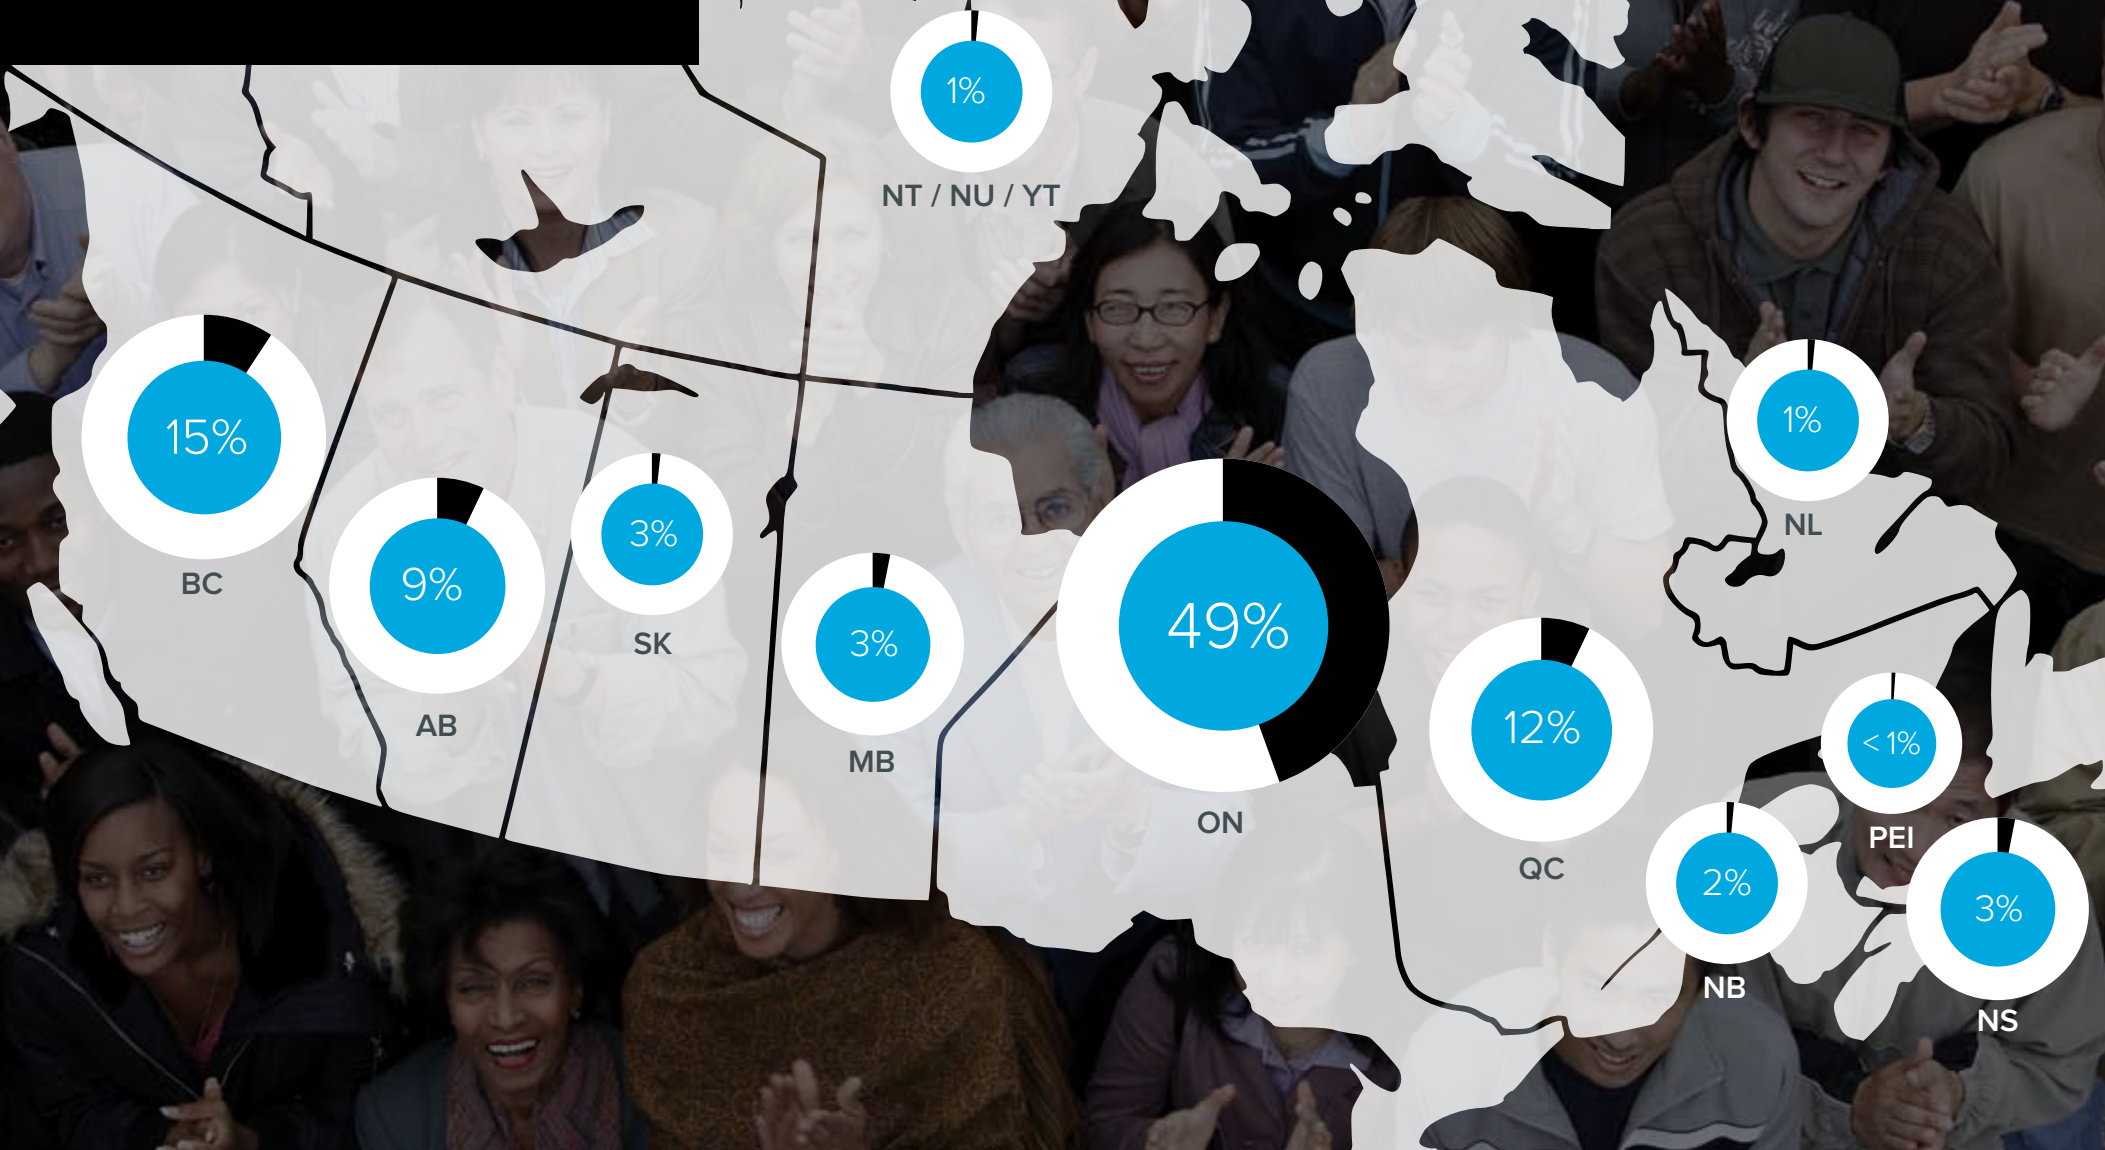 1%
NT / NU / YT
15%
BC
9%
AB
3%
SK
3%
MB
49%
ON
12%
QC
1%
NL
<1%
PEI
2%
NB
3%
NS